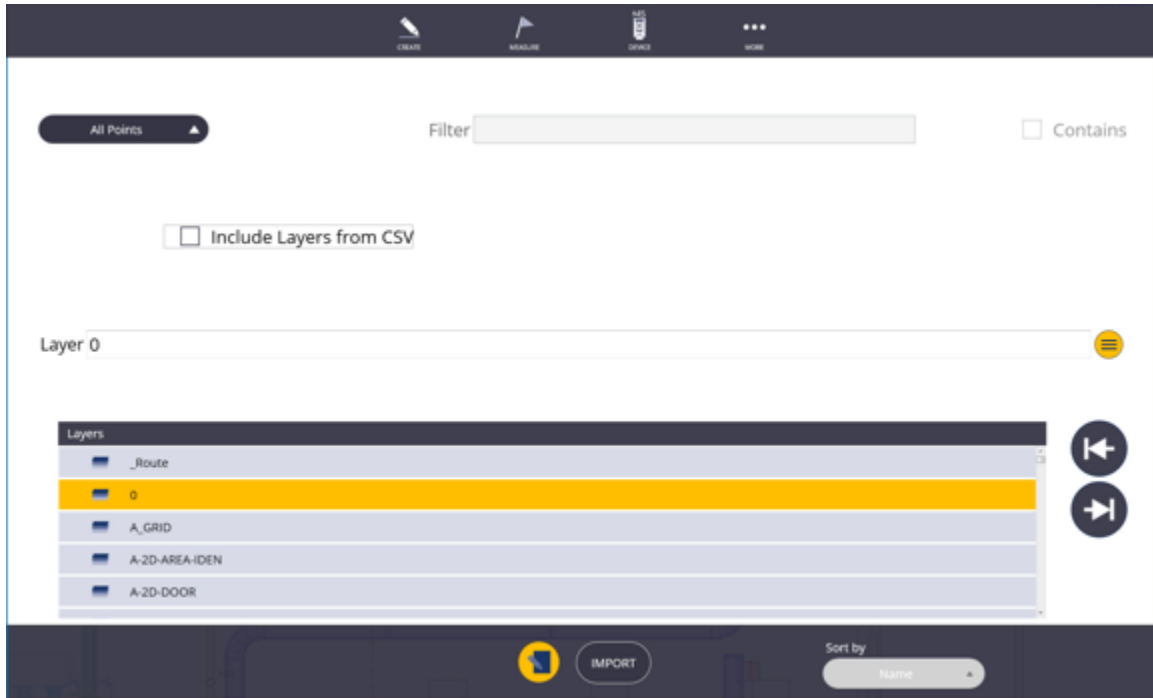 CREATE
MEASURE
DEVICE
MORE
All Points
Filter
Contains
Include Layers from CSV
Layer 0
Layers
_Route
0
A_GRID
A-2D-AREA-IDEN
A-2D-DOOR
IMPORT
Sort by
Name